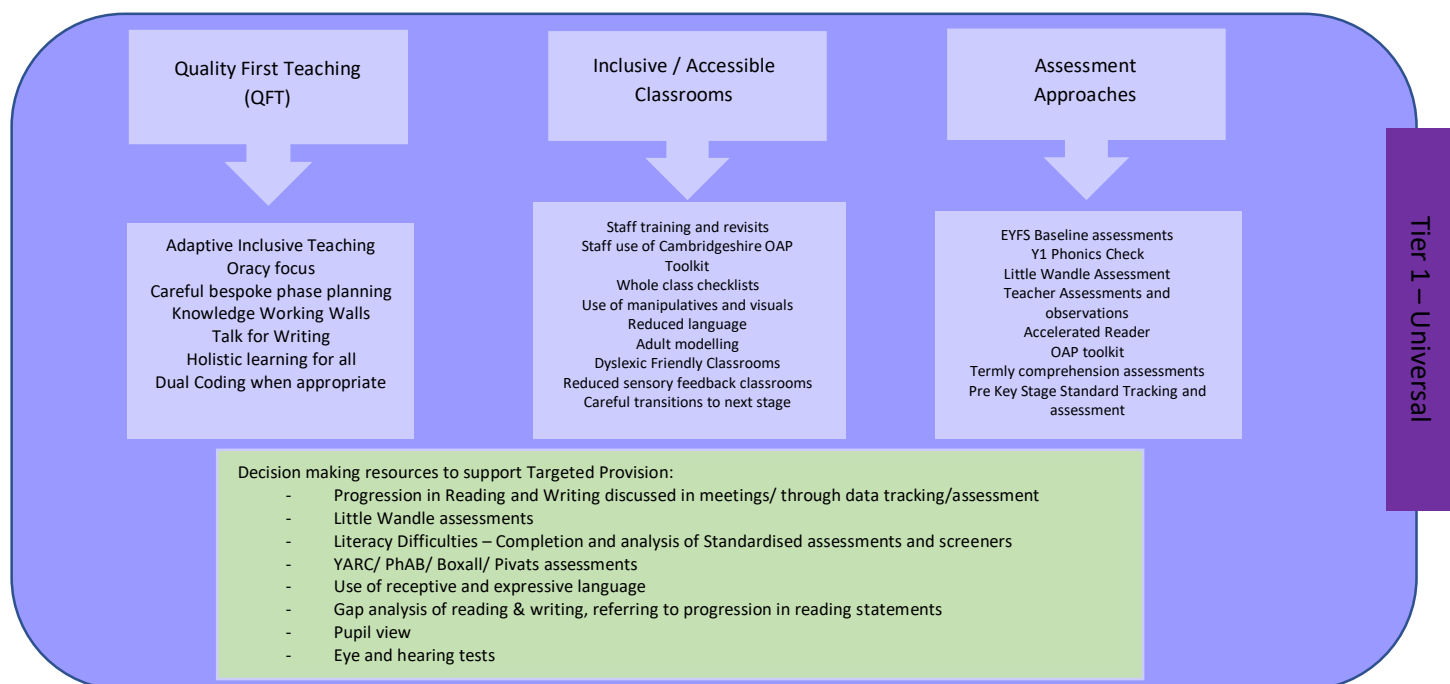 Quality First Teaching
(QFT)
Adaptive Inclusive Teaching
Oracy focus
Careful bespoke phase planning
Knowledge Working Walls
Talk for Writing
Holistic learning for all
Dual Coding when appropriate
Inclusive / Accessible
Classrooms
Staff training and revisits
Staff use of Cambridgeshire OAP
Toolkit
Whole class checklists
Use of manipulatives and visuals
Reduced language
Adult modelling
Dyslexic Friendly Classrooms
Reduced sensory feedback classrooms
Careful transitions to next stage
Assessment
Approaches
EYFS Baseline assessments
Y1 Phonics Check
Little Wandle Assessment
Teacher Assessments and
observations
Accelerated Reader
OAP toolkit
Termly comprehension assessments
Pre Key Stage Standard Tracking and
assessment
Tier 1 – Universal
Decision making resources to support Targeted Provision:
- Progression in Reading and Writing discussed in meetings/ through data tracking/assessment
- Little Wandle assessments
- Literacy Difficulties – Completion and analysis of Standardised assessments and screeners
- YARC/ PhAB/ Boxall/ Pivats assessments
- Use of receptive and expressive language
- Gap analysis of reading & writing, referring to progression in reading statements
- Pupil view
- Eye and hearing tests